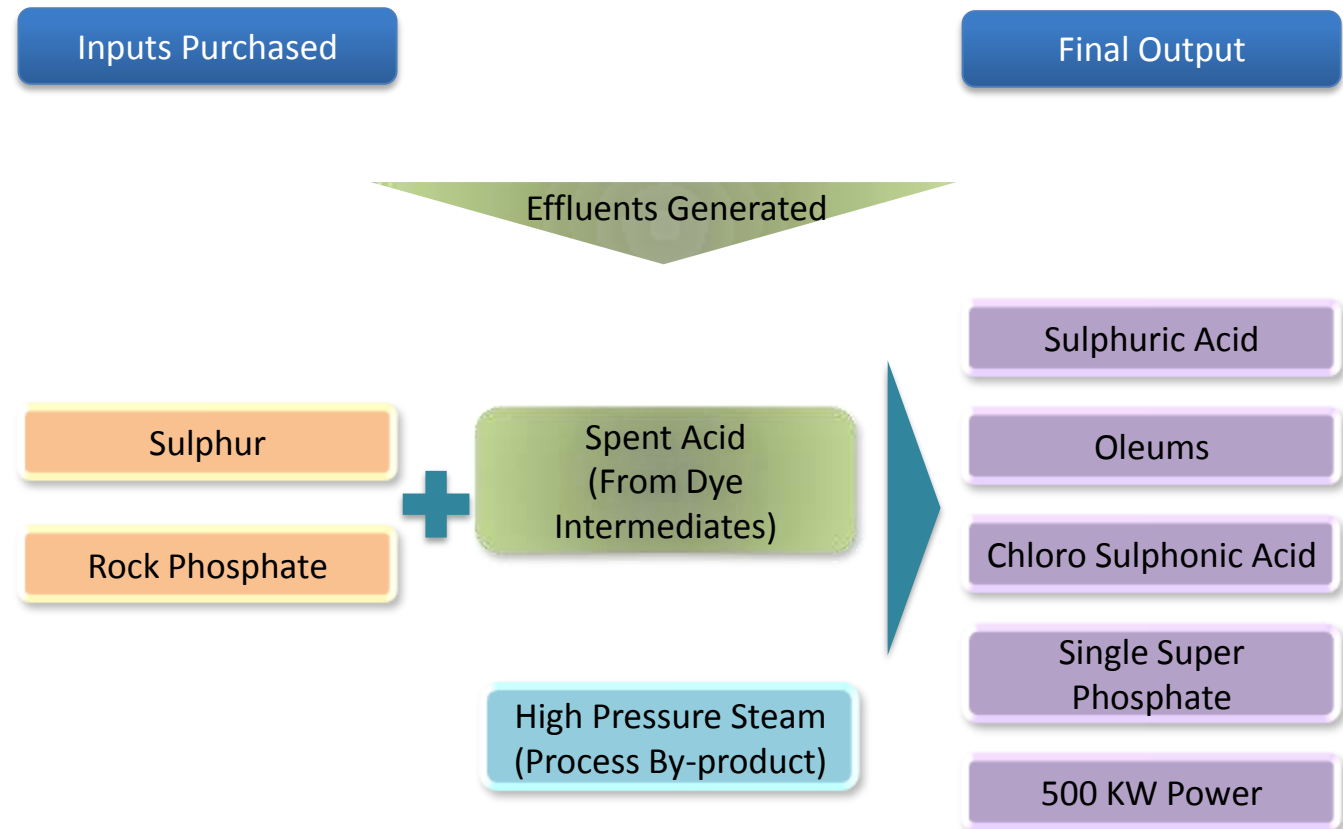 Inputs Purchased
Final Output
Effluents Generated
Sulphur
Rock Phosphate
Spent Acid
(From Dye
Intermediates)
High Pressure Steam
(Process By-product)
Sulphuric Acid
Oleums
Chloro Sulphonic Acid
Single Super
Phosphate
500 KW Power